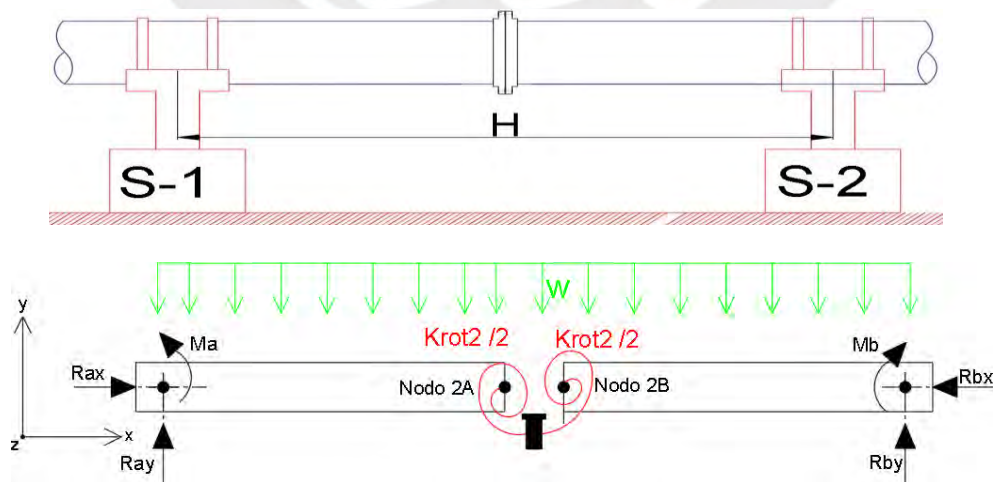 H
S-1
S-2
W
y
Krot2 /2
Krot2 /2
Ma
Mb
Rax
Nodo 2A
Nodo 2B
Rbx
z
x
Ray
Rby